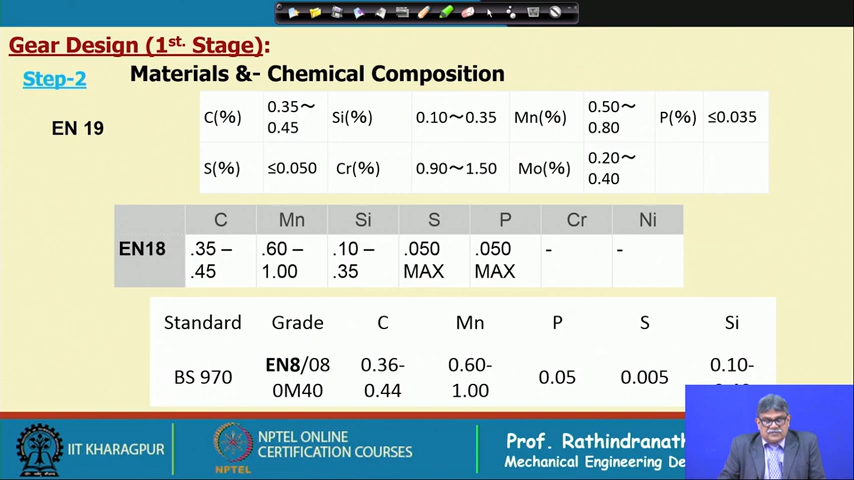 Gear Design (1st. Stage):
Step-2 Materials &- Chemical Composition
EN 19
C(%) 0.35～0.45 Si(%) 0.10～0.35 Mn(%) 0.50～0.80 P(%) ≤0.035
S(%) ≤0.050 Cr(%) 0.90～1.50 Mo(%) 0.20～0.40
C Mn Si S P Cr Ni
EN18 .35 – .45 .60 – 1.00 .10 – .35 .050 MAX .050 MAX - -
Standard Grade C Mn P S Si
BS 970 EN8/080M40 0.36-0.44 0.60-1.00 0.05 0.005 0.10-
IIT KHARAGPUR
NPTEL
NPTEL ONLINE
CERTIFICATION COURSES
Prof. Rathindranath
Mechanical Engineering De